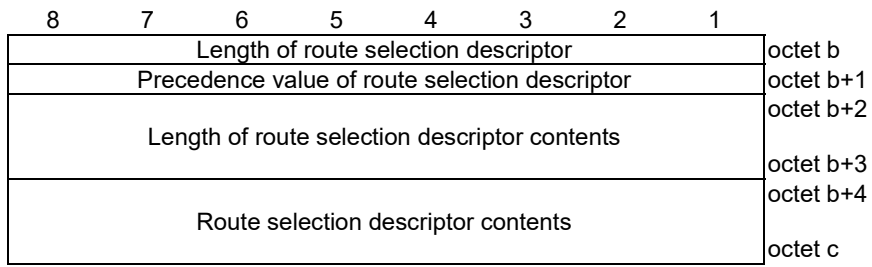 8 7 6 5 4 3 2 1
Length of route selection descriptor octet b
Precedence value of route selection descriptor octet b+1
octet b+2
Length of route selection descriptor contents
octet b+3
octet b+4
Route selection descriptor contents
octet c